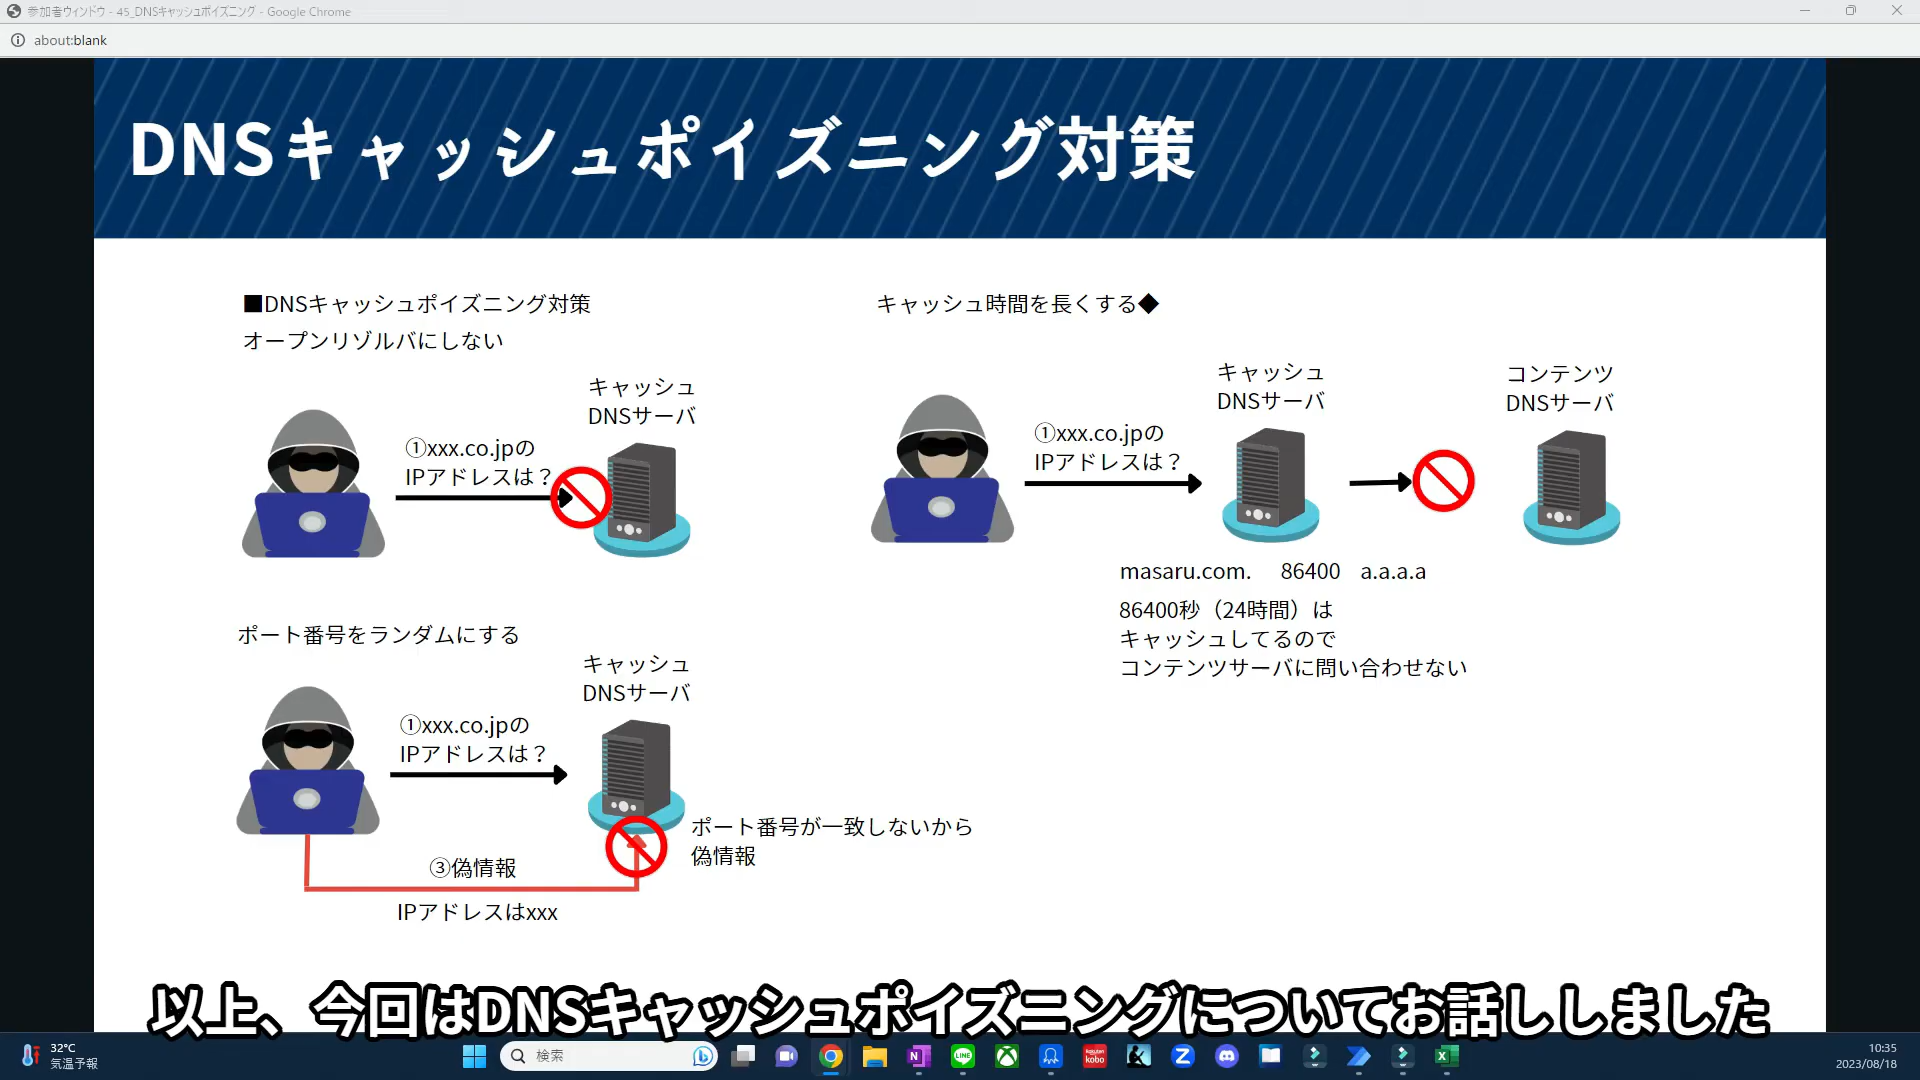 参加者ウィンドウ - 45_DNSキャッシュポイズニング - Google Chrome
about:blank
DNSキャッシュポイズニング対策
■DNSキャッシュポイズニング対策
オープンリゾルバにしない
キャッシュ
DNSサーバ
①xxx.co.jpの
IPアドレスは？
ポート番号をランダムにする
キャッシュ
DNSサーバ
①xxx.co.jpの
IPアドレスは？
ポート番号が一致しないから
偽情報
③偽情報
IPアドレスはxxx
キャッシュ時間を長くする◆
キャッシュ
DNSサーバ
コンテンツ
DNSサーバ
①xxx.co.jpの
IPアドレスは？
masaru.com. 86400 a.a.a.a
86400秒（24時間）は
キャッシュしてるので
コンテンツサーバに問い合わせない
以上、今回はDNSキャッシュポイズニングについてお話ししました
32°C
気温予報
検索
N
LINE
Rakuten
kobo
Z
X
10:35
2023/08/18